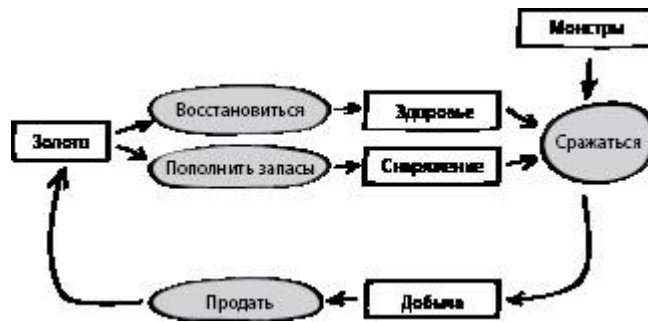 Монстры
Восстановиться
Здоровье
Золото
Сражаться
Пополнить запасы
Снаряжение
Продать
Добыча